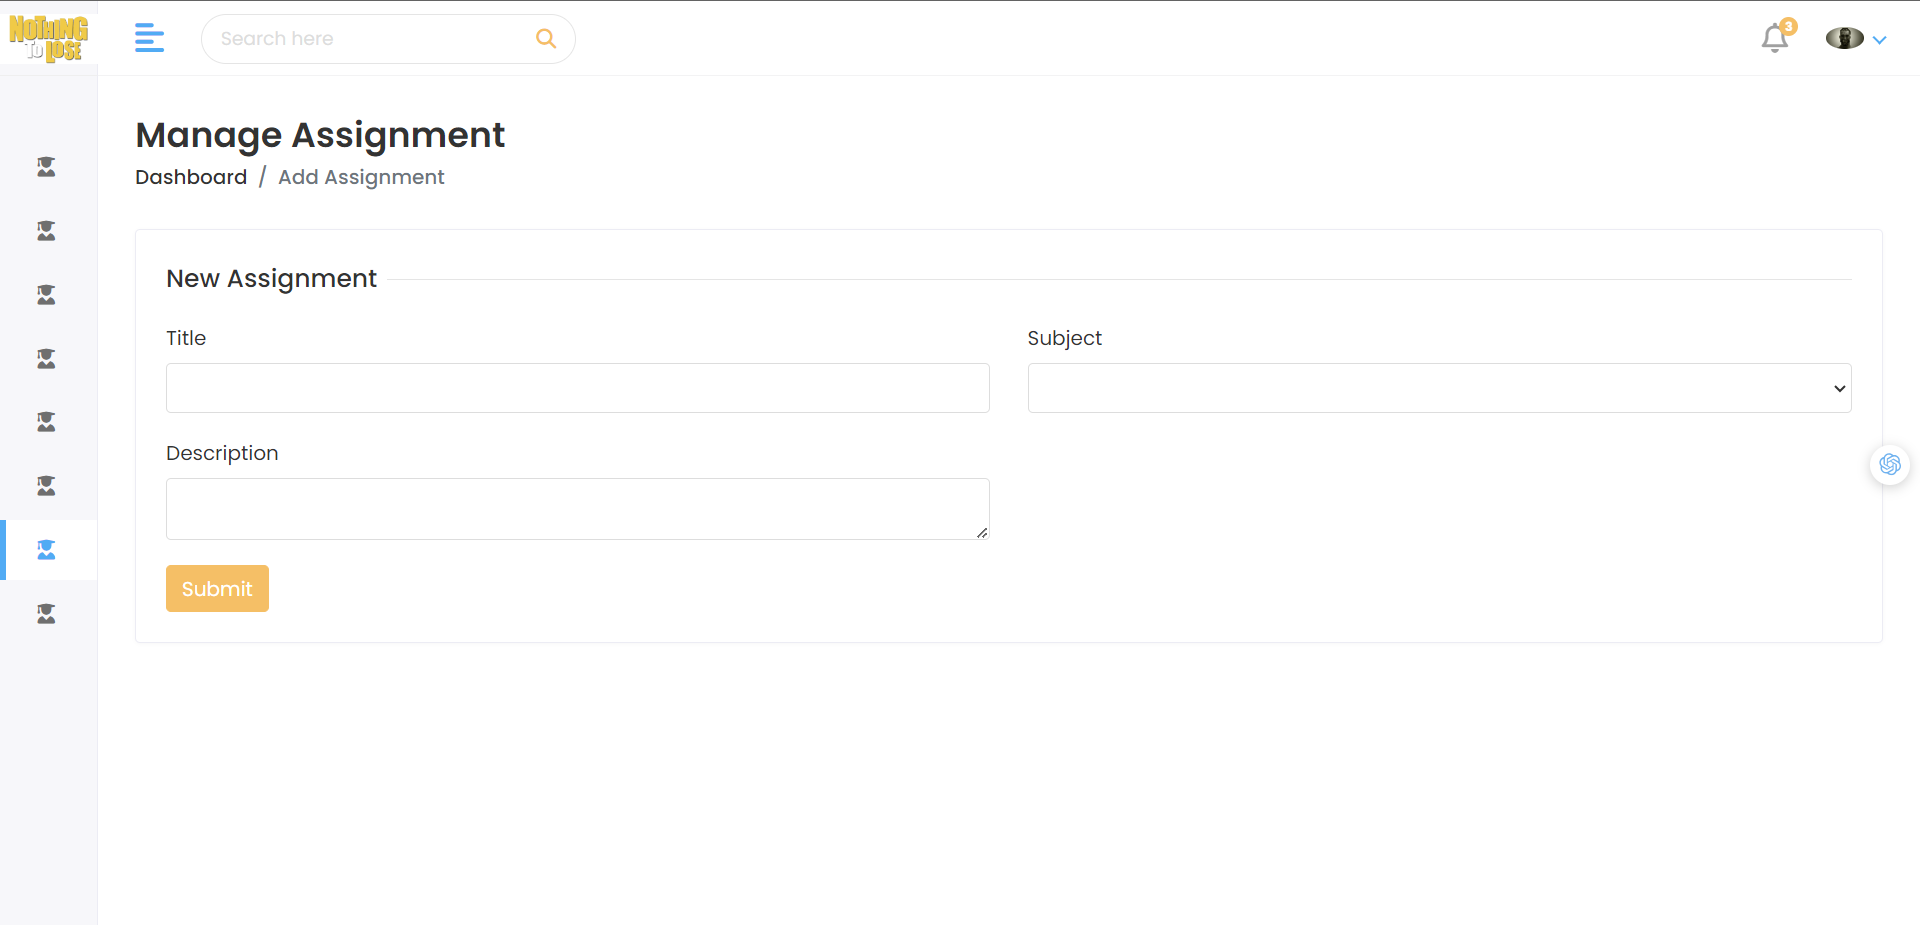 NOTHING
TO LOSE
Search here
3
Manage Assignment
Dashboard / Add Assignment
New Assignment
Title
Subject
Description
Submit